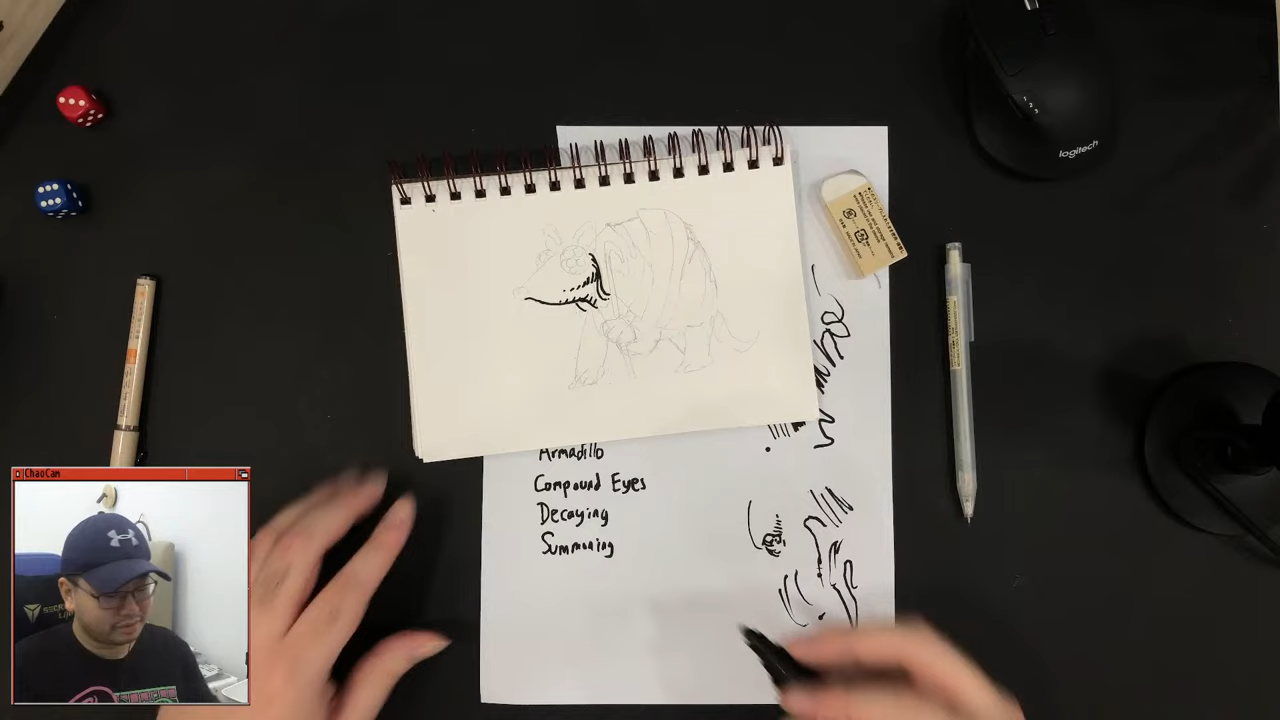 logitech
Armadillo
Compound Eyes
Decaying
Summoning
ChaoCam